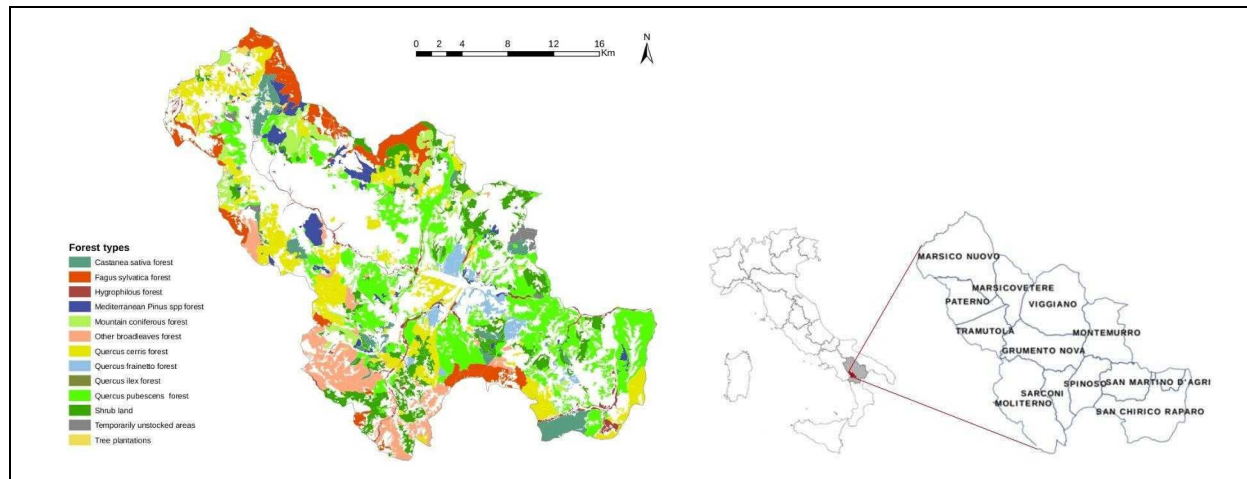 0 2 4 8 12 16
Km
N
Forest types
Castanea sativa forest
Fagus sylvatica forest
Hygrophilous forest
Mediterranean Pinus spp forest
Mountain coniferous forest
Other broadleaves forest
Quercus cerris forest
Quercus frainetto forest
Quercus ilex forest
Quercus pubescens forest
Shrub land
Temporarily unstocked areas
Tree plantations
MARSICO NUOVO
MARSICOVETERE
PATERNO
VIGGIANO
TRAMUTOLA
MONTEMURRO
GRUMENTO NOVA
SPINOSO
SAN MARTINO D'AGRI
SARCONI
MOLITERNO
SAN CHIRICO RAPARO